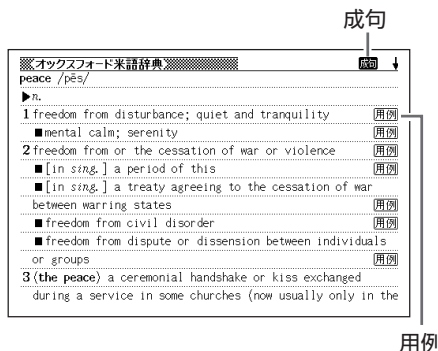 成句
オックスフォード米語辞典 成句
peace /pēs/
▶n.
1 freedom from disturbance; quiet and tranquility 用例
■mental calm; serenity 用例
2 freedom from or the cessation of war or violence 用例
■[in sing.] a period of this 用例
■[in sing.] a treaty agreeing to the cessation of war
between warring states 用例
■freedom from civil disorder 用例
■freedom from dispute or dissension between individuals
or groups 用例
3 〈the peace〉 a ceremonial handshake or kiss exchanged
during a service in some churches (now usually only in the
用例